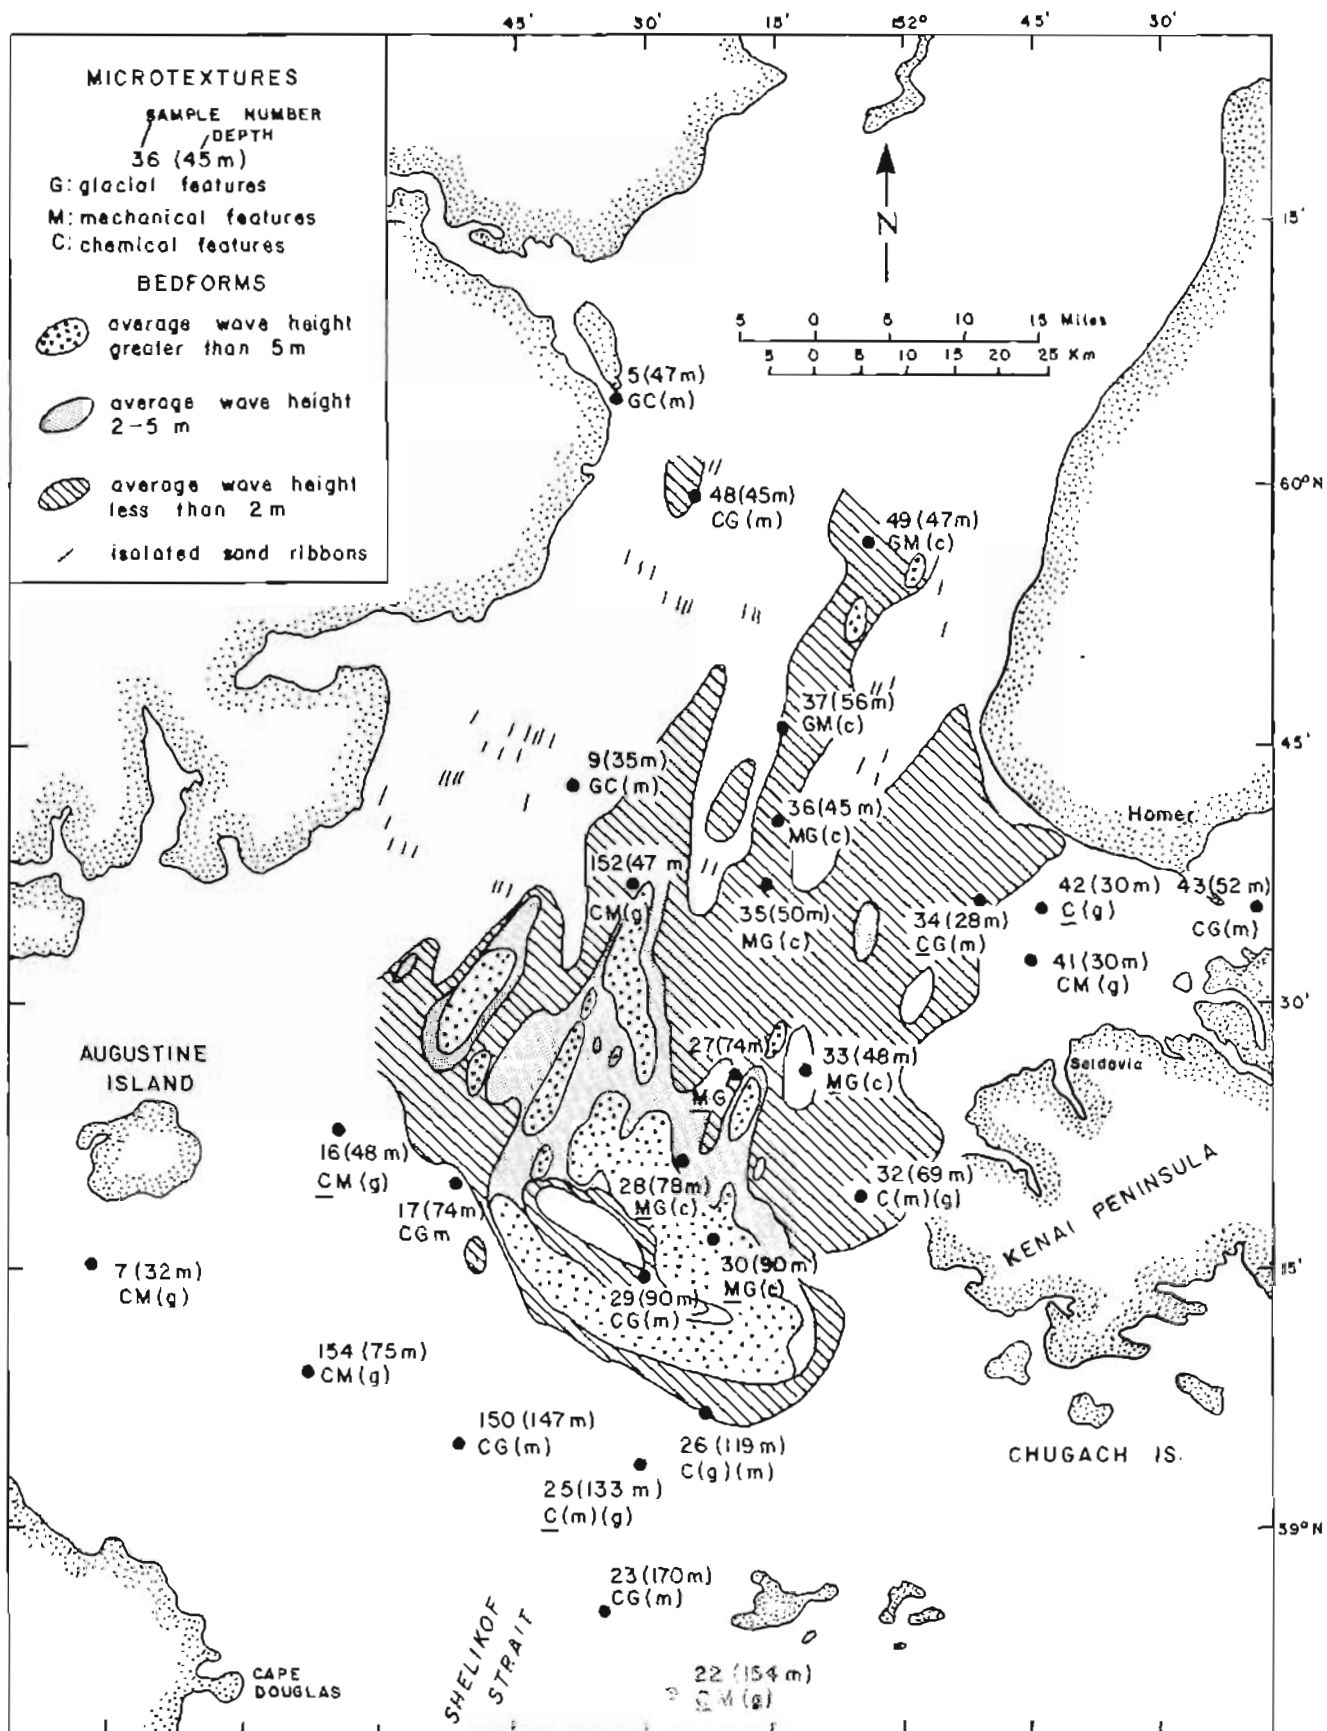 45' 30' 15' 152° 45' 30'
MICROTEXTURES
SAMPLE NUMBER
DEPTH
36 (45m)
G: glacial features
M: mechanical features
C: chemical features
BEDFORMS
average wave height
greater than 5m
average wave height
2-5 m
average wave height
less than 2m
isolated sand ribbons
N
15'
5 0 5 10 15 Miles
5 0 5 10 15 20 25 Km
5 (47m)
GC(m)
60° N
48(45m)
CG(m)
49 (47m)
GM(c)
37(56m)
GM(c)
45'
9(35m)
GC(m)
36(45m)
MG(c)
Homer
152(47 m)
CM(g)
35(50m)
MG(c)
34(28m)
CG(m)
42(30m)
C(g)
43(52 m)
CG(m)
41(30m)
CM(g)
30'
AUGUSTINE
ISLAND
27(74m)
MG
33(48m)
MG(c)
Seldovia
16(48m)
CM(g)
17(74m)
CGm
28(78m)
MG(c)
32(69m)
C(m)(g)
KENAI PENINSULA
7 (32m)
CM(g)
30(90m)
MG(c)
29(90m)
CG(m)
15'
154 (75m)
CM(g)
150 (147m)
CG(m)
26 (119m)
C(g)(m)
CHUGACH IS.
25(133 m)
C(m)(g)
59° N
23(170m)
CG(m)
SHELIKOF
STRAIT
CAPE
DOUGLAS
22 (154m)
CM(g)